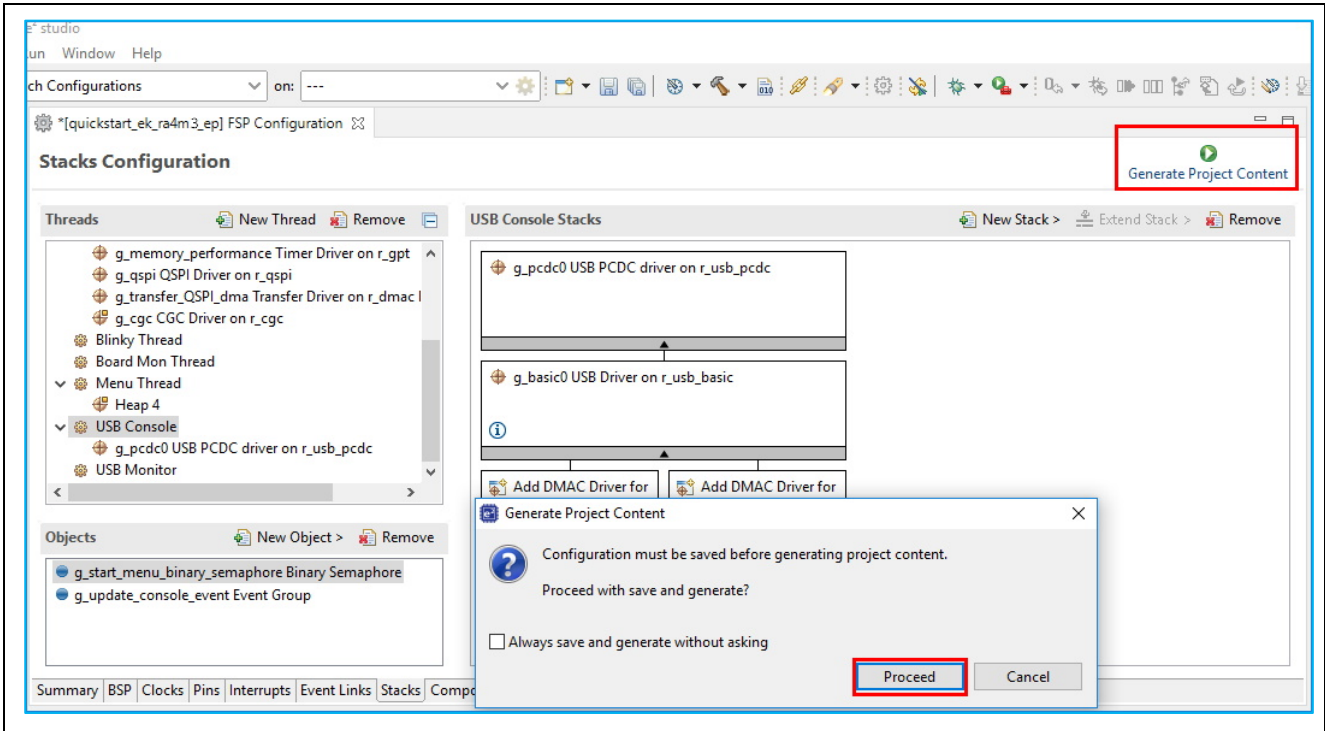 e² studio
un Window Help
ch Configurations on: ---
*[quickstart_ek_ra4m3_ep] FSP Configuration
Stacks Configuration
Generate Project Content
Threads New Thread Remove
g_memory_performance Timer Driver on r_gpt
g_qspi QSPI Driver on r_qspi
g_transfer_QSPI_dma Transfer Driver on r_dmac I
g_cgc CGC Driver on r_cgc
Blinky Thread
Board Mon Thread
Menu Thread
Heap 4
USB Console
g_pcdc0 USB PCDC driver on r_usb_pcdc
USB Monitor
Objects New Object > Remove
g_start_menu_binary_semaphore Binary Semaphore
g_update_console_event Event Group
USB Console Stacks New Stack > Extend Stack > Remove
g_pcdc0 USB PCDC driver on r_usb_pcdc
g_basic0 USB Driver on r_usb_basic
Add DMAC Driver for Add DMAC Driver for
Generate Project Content
Configuration must be saved before generating project content.
Proceed with save and generate?
Always save and generate without asking
Proceed Cancel
Summary BSP Clocks Pins Interrupts Event Links Stacks Compo